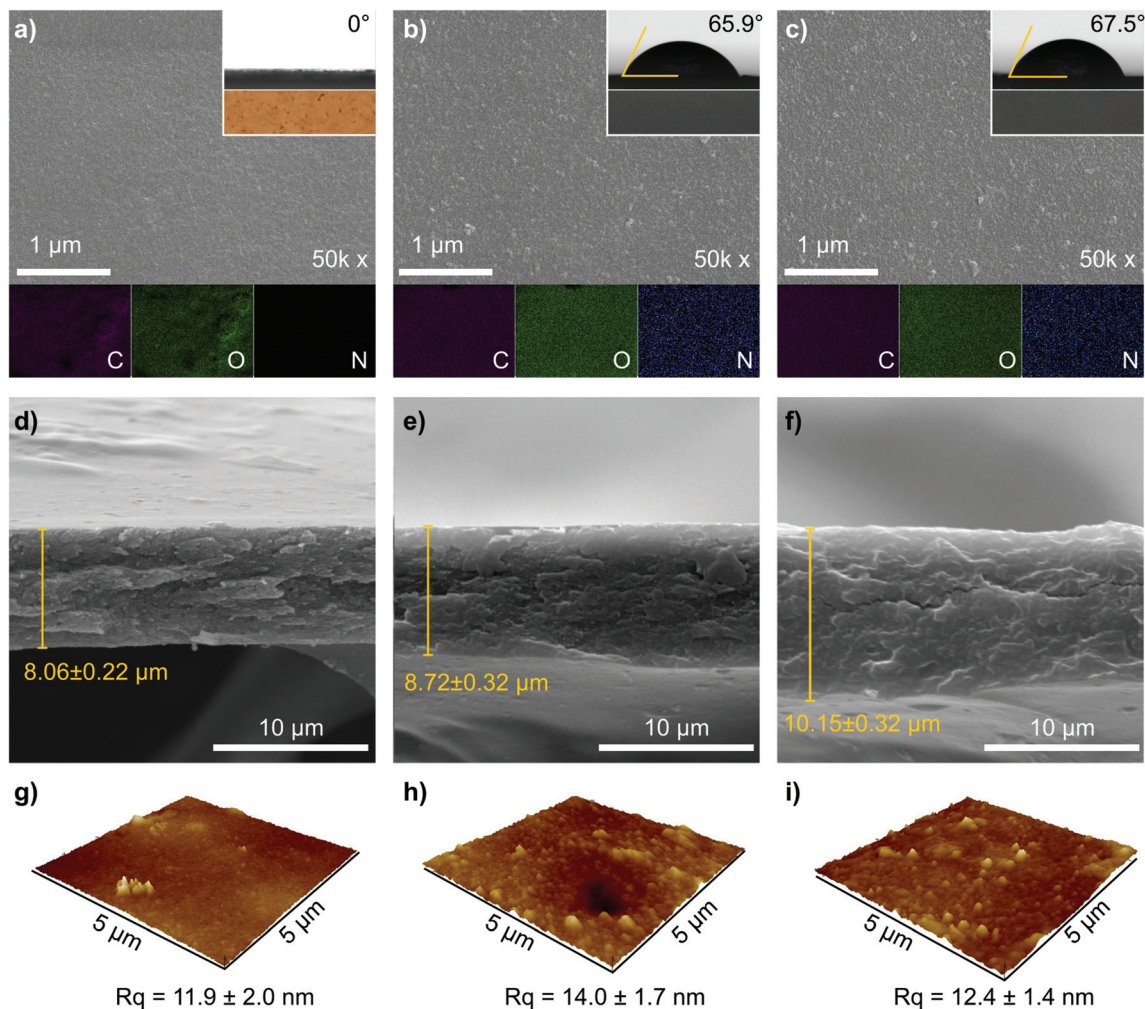 a)
0°
1 µm
50k x
C
O
N
b)
65.9°
1 µm
50k x
C
O
N
c)
67.5°
1 µm
50k x
C
O
N
d)
8.06±0.22 µm
10 µm
e)
8.72±0.32 µm
10 µm
f)
10.15±0.32 µm
10 µm
g)
5 µm
5 µm
Rq = 11.9 ± 2.0 nm
h)
5 µm
5 µm
Rq = 14.0 ± 1.7 nm
i)
5 µm
5 µm
Rq = 12.4 ± 1.4 nm